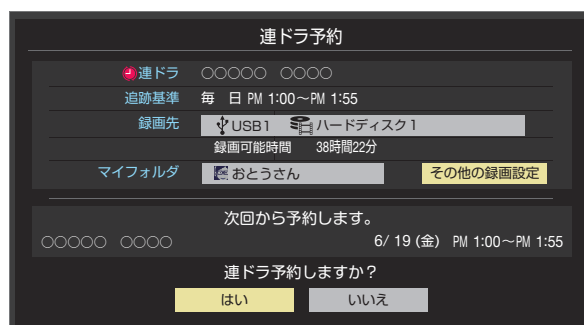 連ドラ予約
連ドラ ○○○○○ ○○○○
追跡基準 毎 日 PM 1:00～PM 1:55
録画先 USB1 ハードディスク1
録画可能時間 38時間22分
マイフォルダ おとうさん その他の録画設定
次回から予約します。
○○○○○ ○○○○ 6/ 19 (金) PM 1:00～PM 1:55
連ドラ予約しますか？
はい いいえ